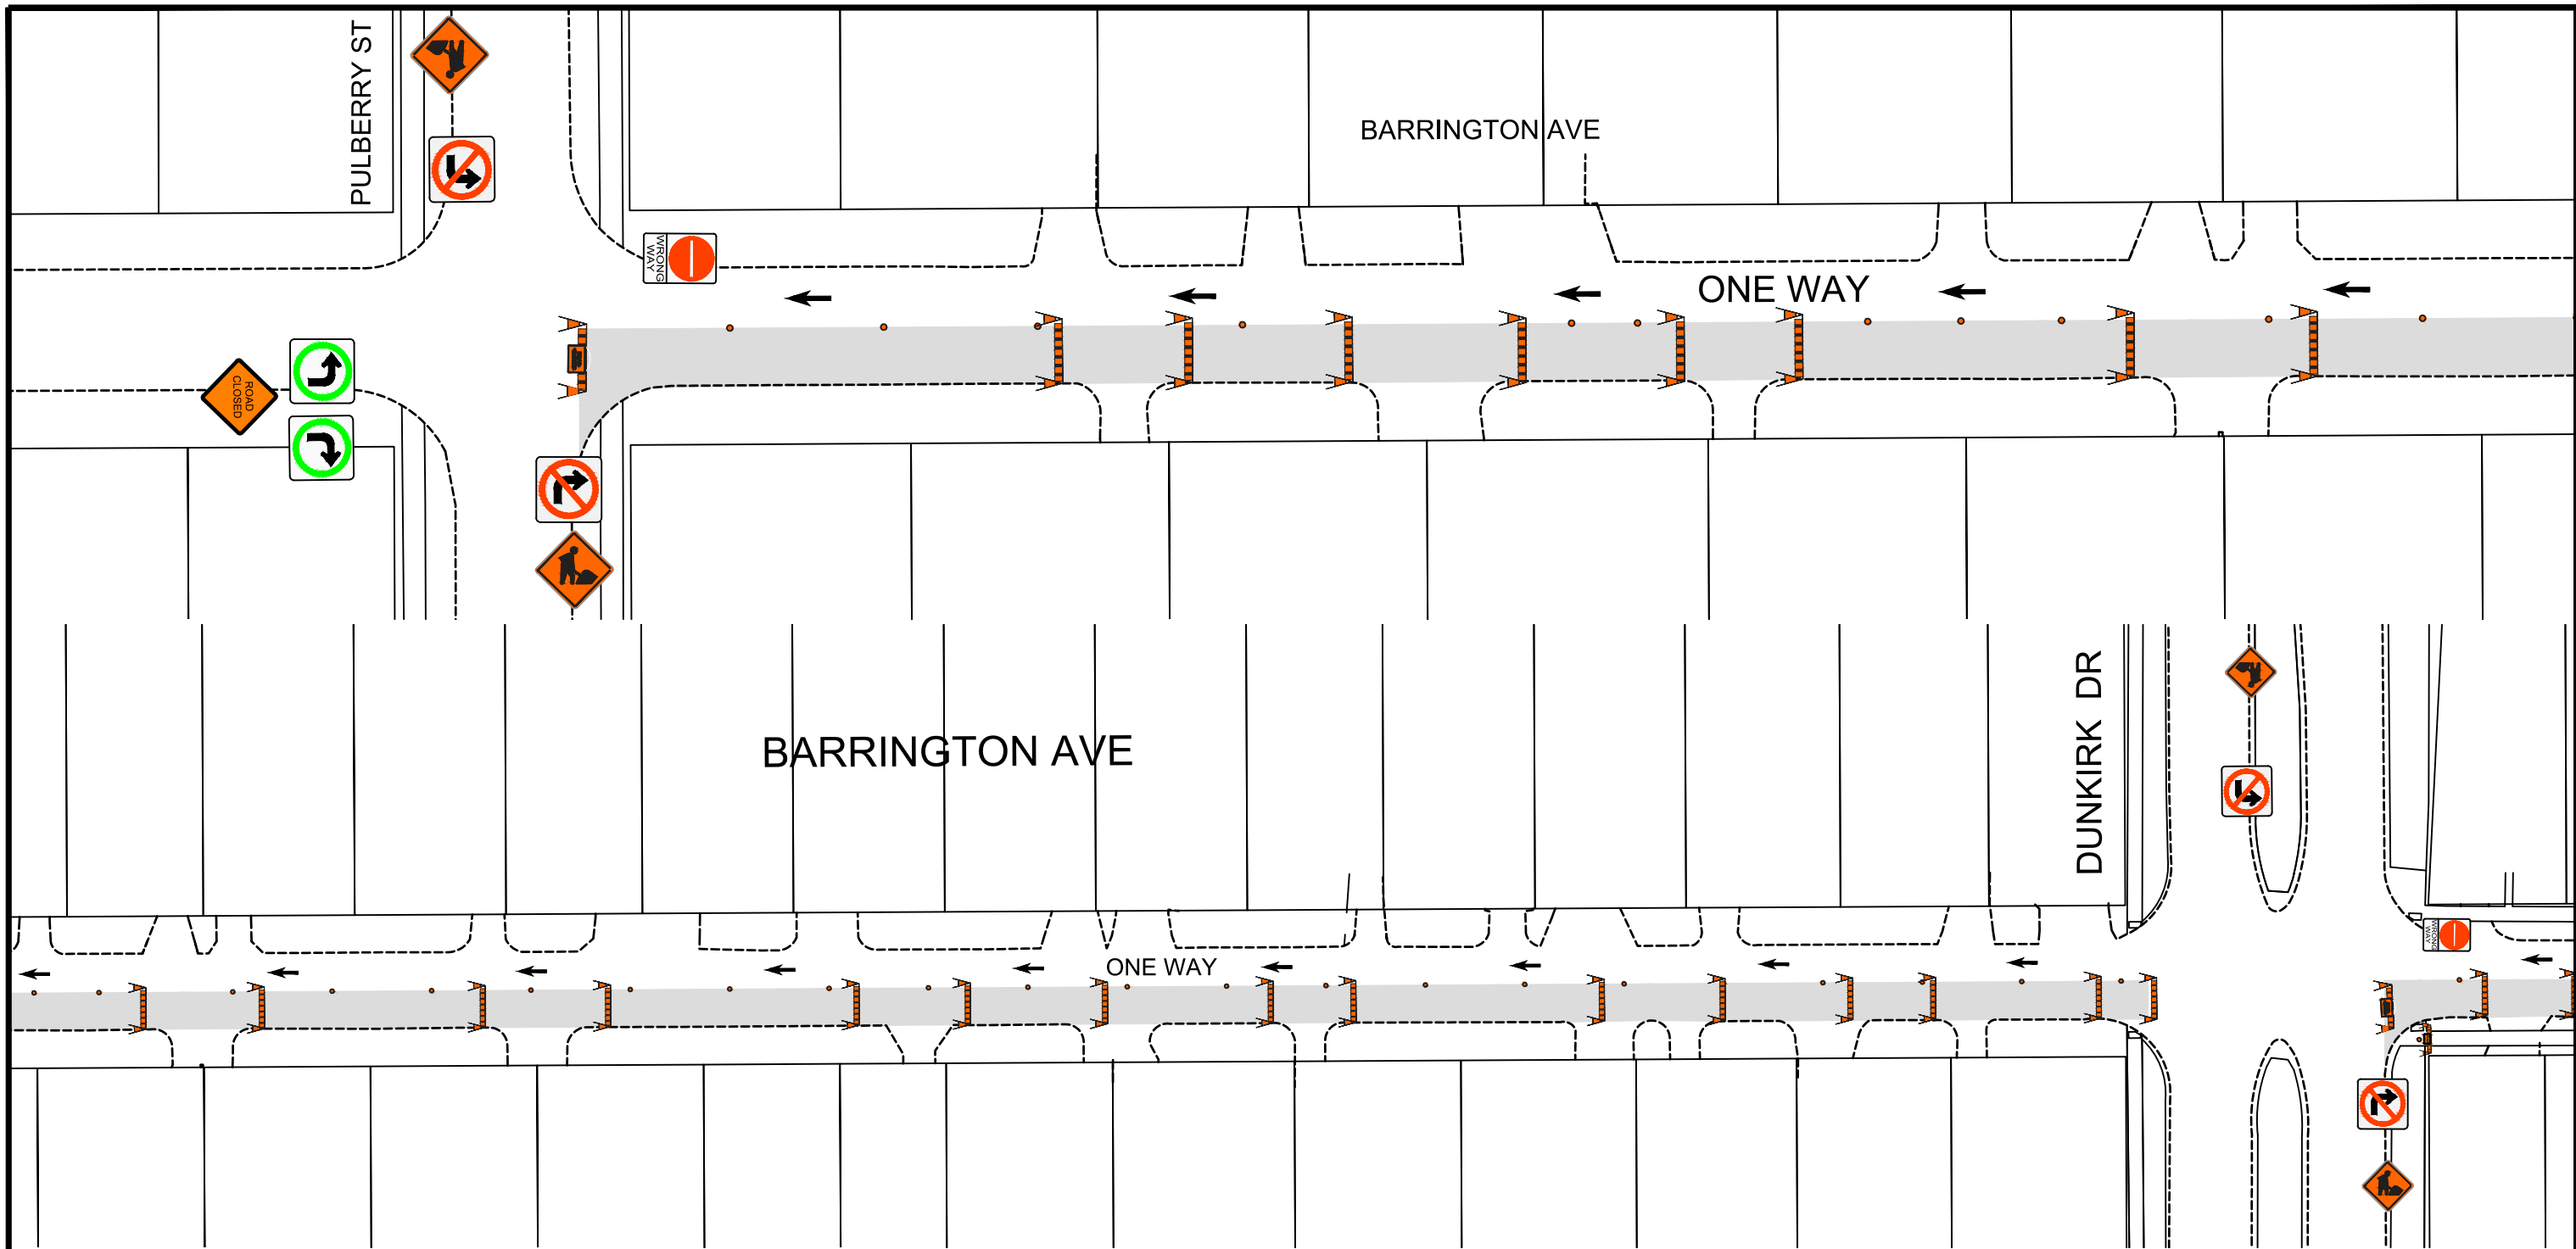 PULBERRY ST
BARRINGTON AVE
WRONG
WAY
ONE WAY
ROAD
CLOSED
BARRINGTON AVE
DUNKIRK DR
WRONG
WAY
ONE WAY